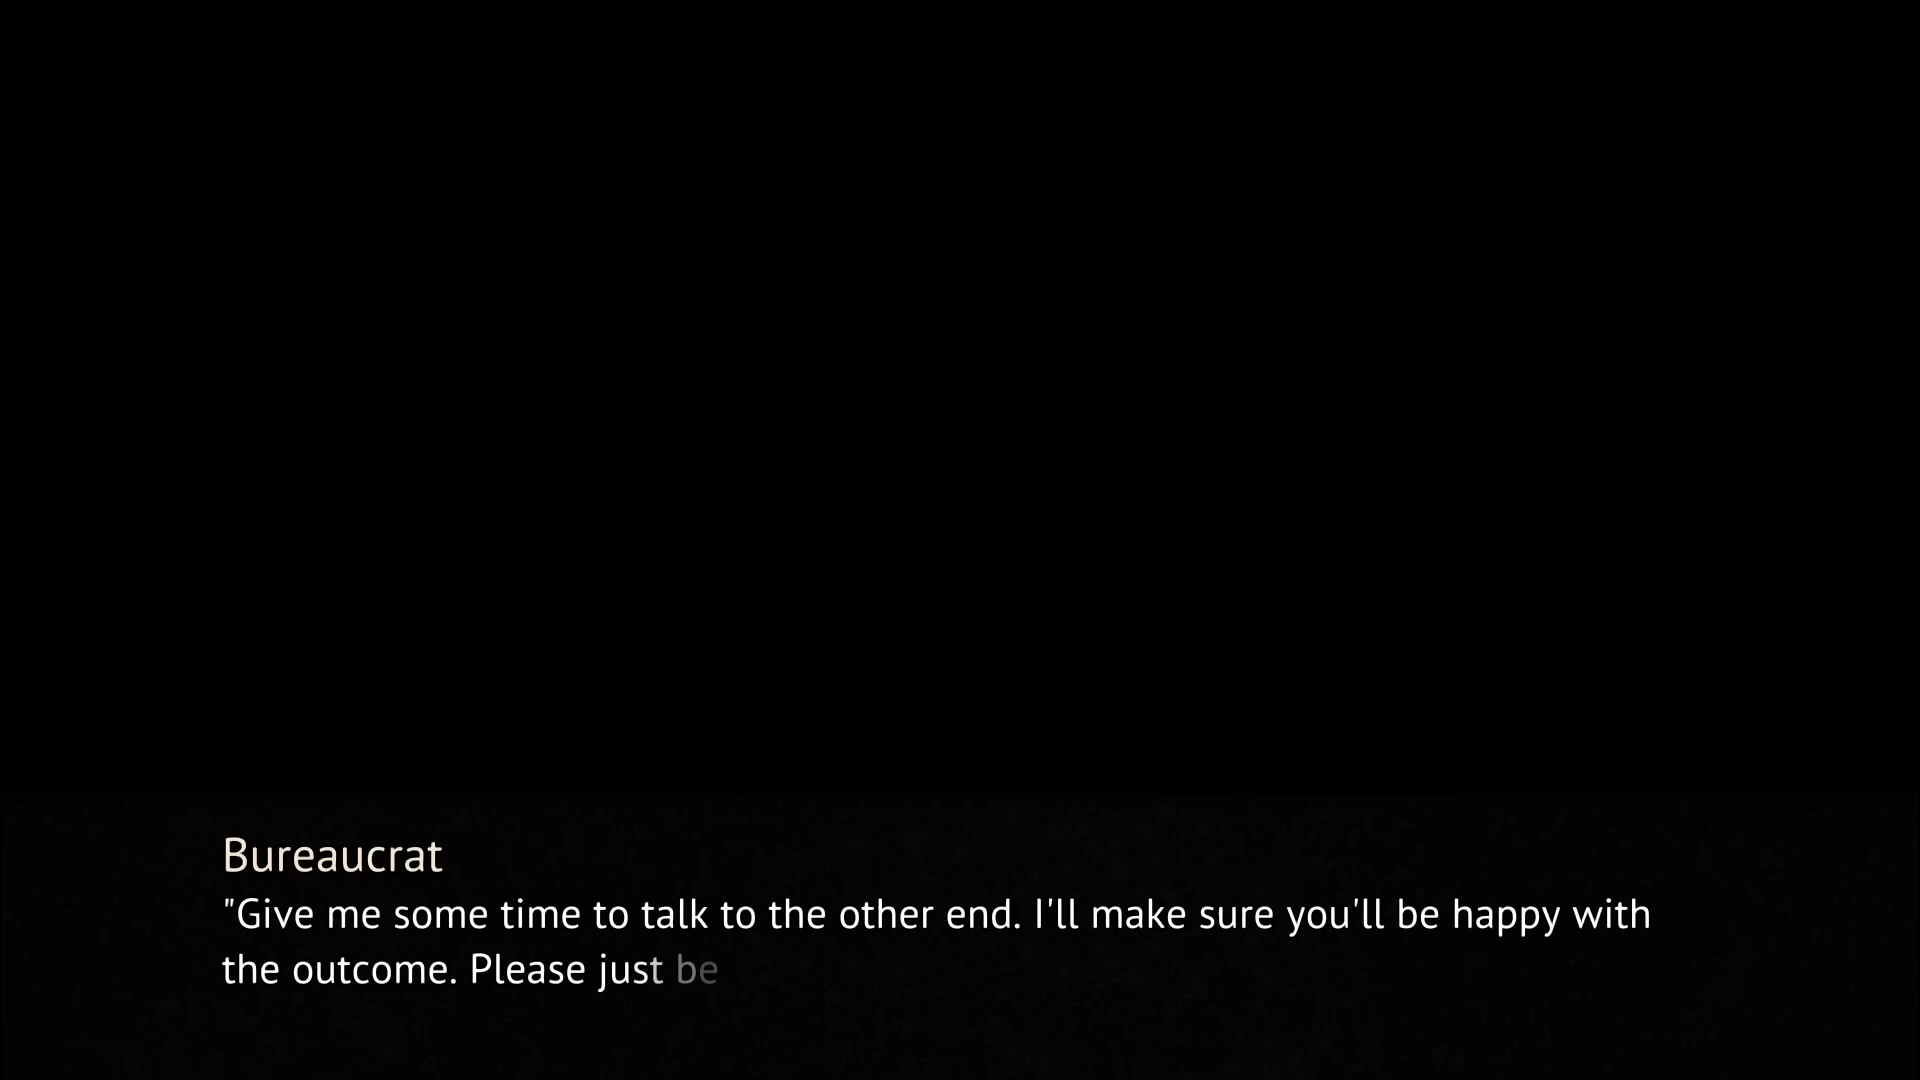 Bureaucrat
"Give me some time to talk to the other end. I'll make sure you'll be happy with
the outcome. Please just be